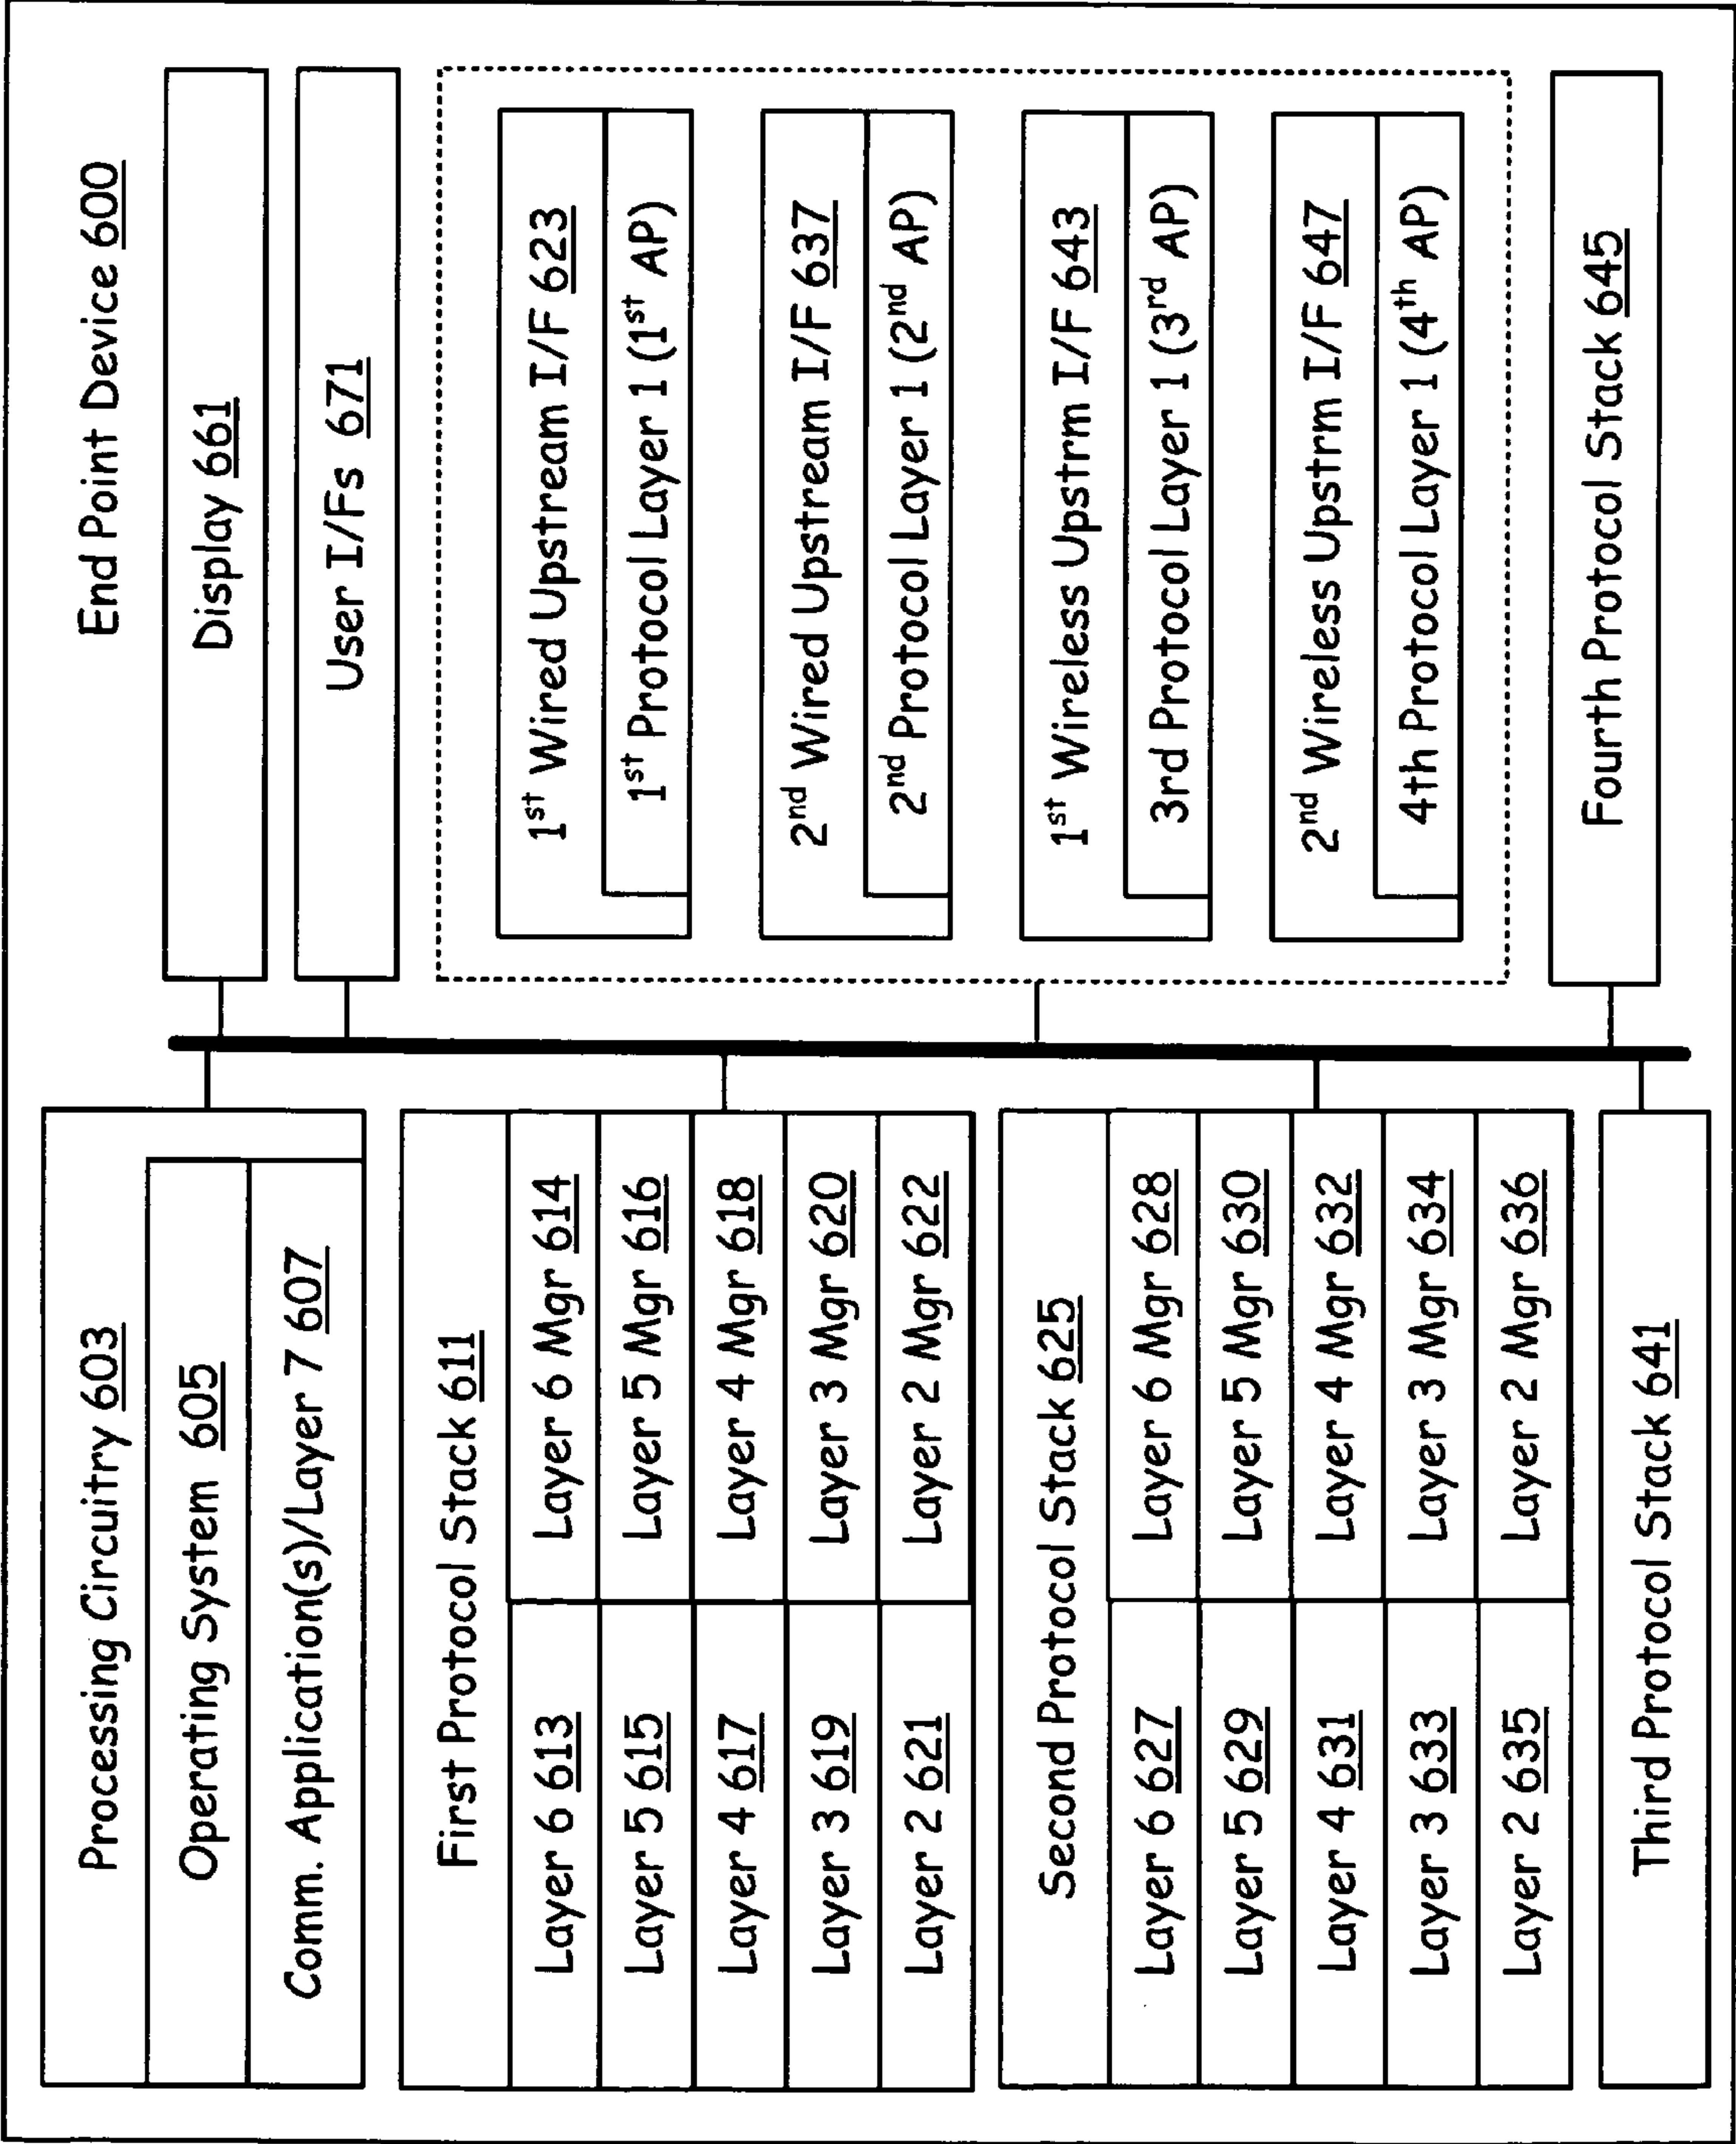 End Point Device 600
Processing Circuitry 603
Operating System 605
Comm. Application(s)/Layer 7 607
First Protocol Stack 611
Layer 6 613
Layer 6 Mgr 614
Layer 5 615
Layer 5 Mgr 616
Layer 4 617
Layer 4 Mgr 618
Layer 3 619
Layer 3 Mgr 620
Layer 2 621
Layer 2 Mgr 622
Second Protocol Stack 625
Layer 6 627
Layer 6 Mgr 628
Layer 5 629
Layer 5 Mgr 630
Layer 4 631
Layer 4 Mgr 632
Layer 3 633
Layer 3 Mgr 634
Layer 2 635
Layer 2 Mgr 636
Third Protocol Stack 641
Display 661
User I/Fs 671
1st Wired Upstream I/F 623
1st Protocol Layer 1 (1st AP)
2nd Wired Upstream I/F 637
2nd Protocol Layer 1 (2nd AP)
1st Wireless Upstrm I/F 643
3rd Protocol Layer 1 (3rd AP)
2nd Wireless Upstrm I/F 647
4th Protocol Layer 1 (4th AP)
Fourth Protocol Stack 645